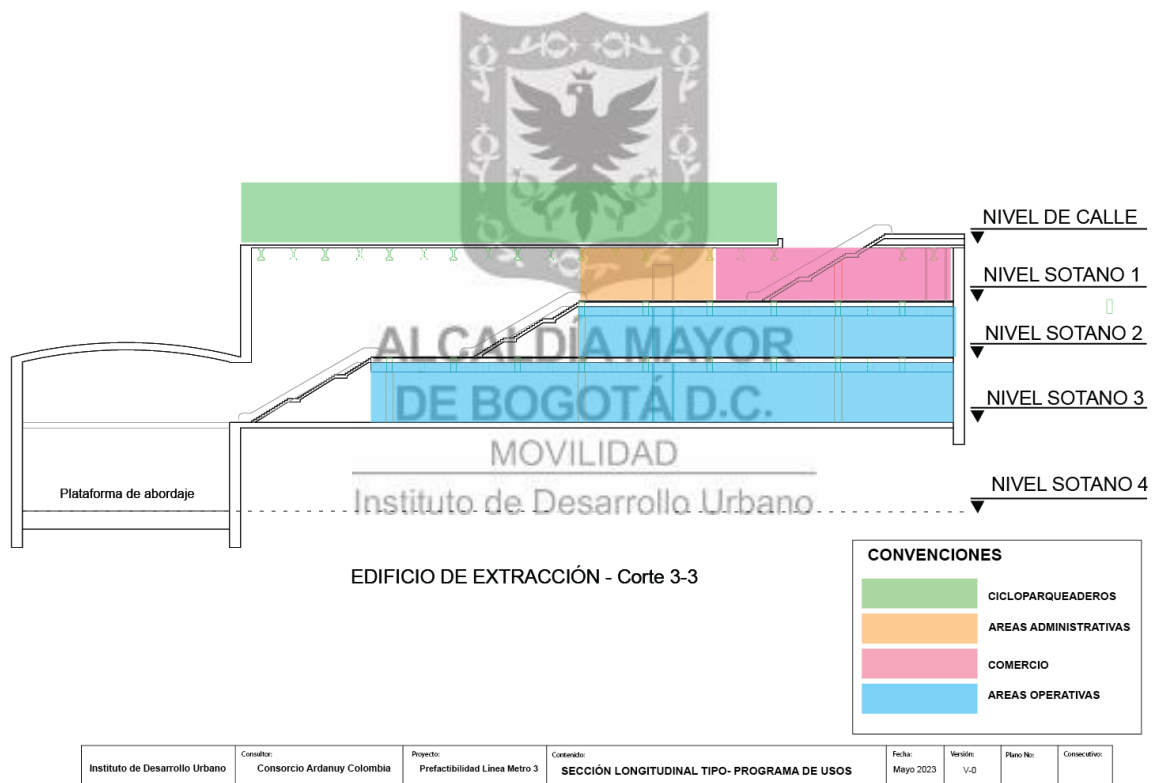 NIVEL DE CALLE
NIVEL SOTANO 1
ALCALDÍA MAYOR
NIVEL SOTANO 2
DE BOGOTÁ D.C.
NIVEL SOTANO 3
MOVILIDAD
Plataforma de abordaje
Instituto de Desarrollo Urbano
NIVEL SOTANO 4
EDIFICIO DE EXTRACCIÓN - Corte 3-3
CONVENCIONES
CICLOPARQUEADEROS
AREAS ADMINISTRATIVAS
COMERCIO
AREAS OPERATIVAS
Instituto de Desarrollo Urbano
Consultor:
Consorcio Ardanuy Colombia
Proyecto:
Prefactibilidad Línea Metro 3
Contenido:
SECCIÓN LONGITUDINAL TIPO- PROGRAMA DE USOS
Fecha:
Mayo 2023
Versión:
V-0
Plano No:
Consecutivo: